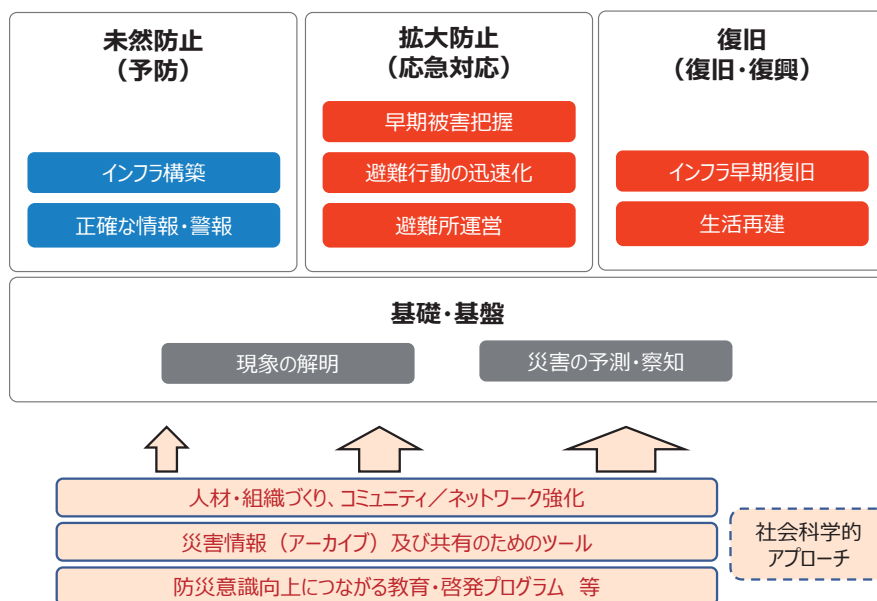 未然防止
（予防）
インフラ構築
正確な情報・警報
拡大防止
（応急対応）
早期被害把握
避難行動の迅速化
避難所運営
復旧
（復旧・復興）
インフラ早期復旧
生活再建
基礎・基盤
現象の解明
災害の予測・察知
人材・組織づくり、コミュニティ／ネットワーク強化
災害情報（アーカイブ）及び共有のためのツール
防災意識向上につながる教育・啓発プログラム 等
社会科学的
アプローチ